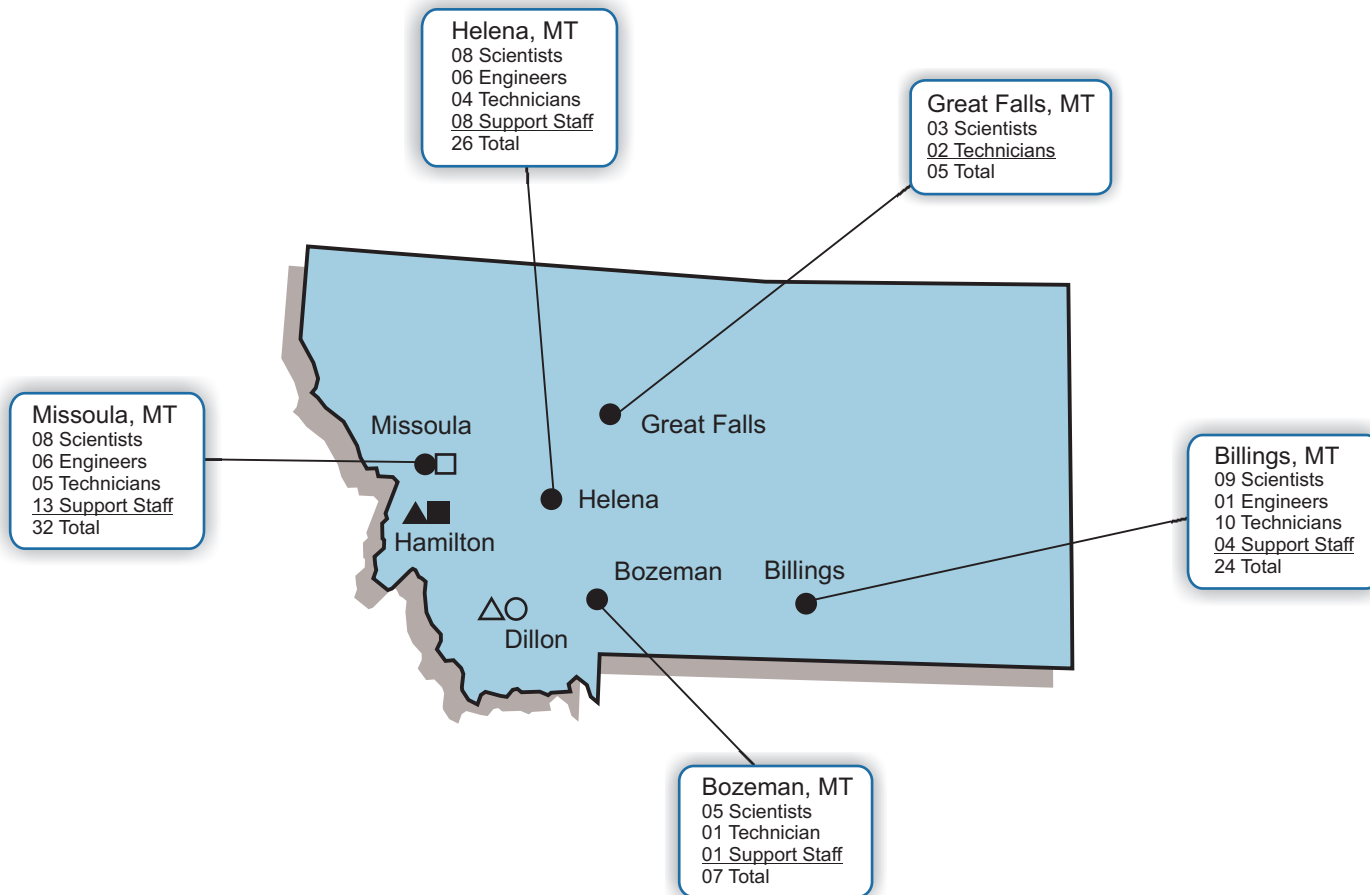 Helena, MT
08 Scientists
06 Engineers
04 Technicians
08 Support Staff
26 Total
Great Falls, MT
03 Scientists
02 Technicians
05 Total
Missoula, MT
08 Scientists
06 Engineers
05 Technicians
13 Support Staff
32 Total
Missoula
Great Falls
Helena
Hamilton
Bozeman
Billings
Dillon
Billings, MT
09 Scientists
01 Engineers
10 Technicians
04 Support Staff
24 Total
Bozeman, MT
05 Scientists
01 Technician
01 Support Staff
07 Total